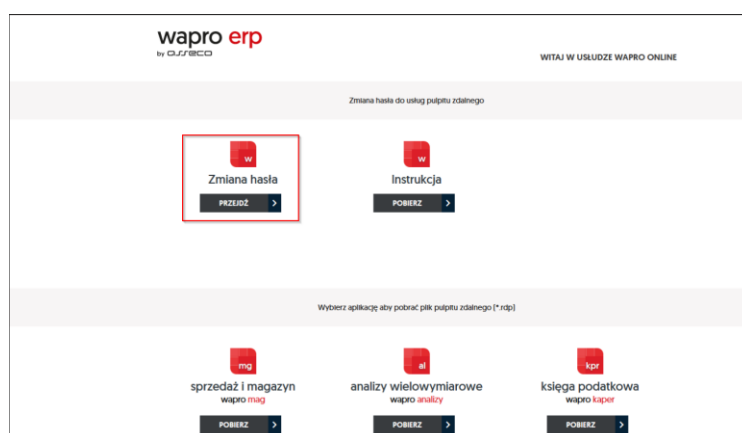 wapro erp
by asseco
WITAJ W USŁUDZE WAPRO ONLINE
Zmiana hasła do usług pulpitu zdalnego
w
w
Zmiana hasła
Instrukcja
PRZEJDŹ >
POBIERZ >
Wybierz aplikację aby pobrać plik pulpitu zdalnego [*.rdp]
mg
al
kpr
sprzedaż i magazyn
analizy wielowymiarowe
księga podatkowa
wapro mag
wapro analizy
wapro kaper
POBIERZ >
POBIERZ >
POBIERZ >